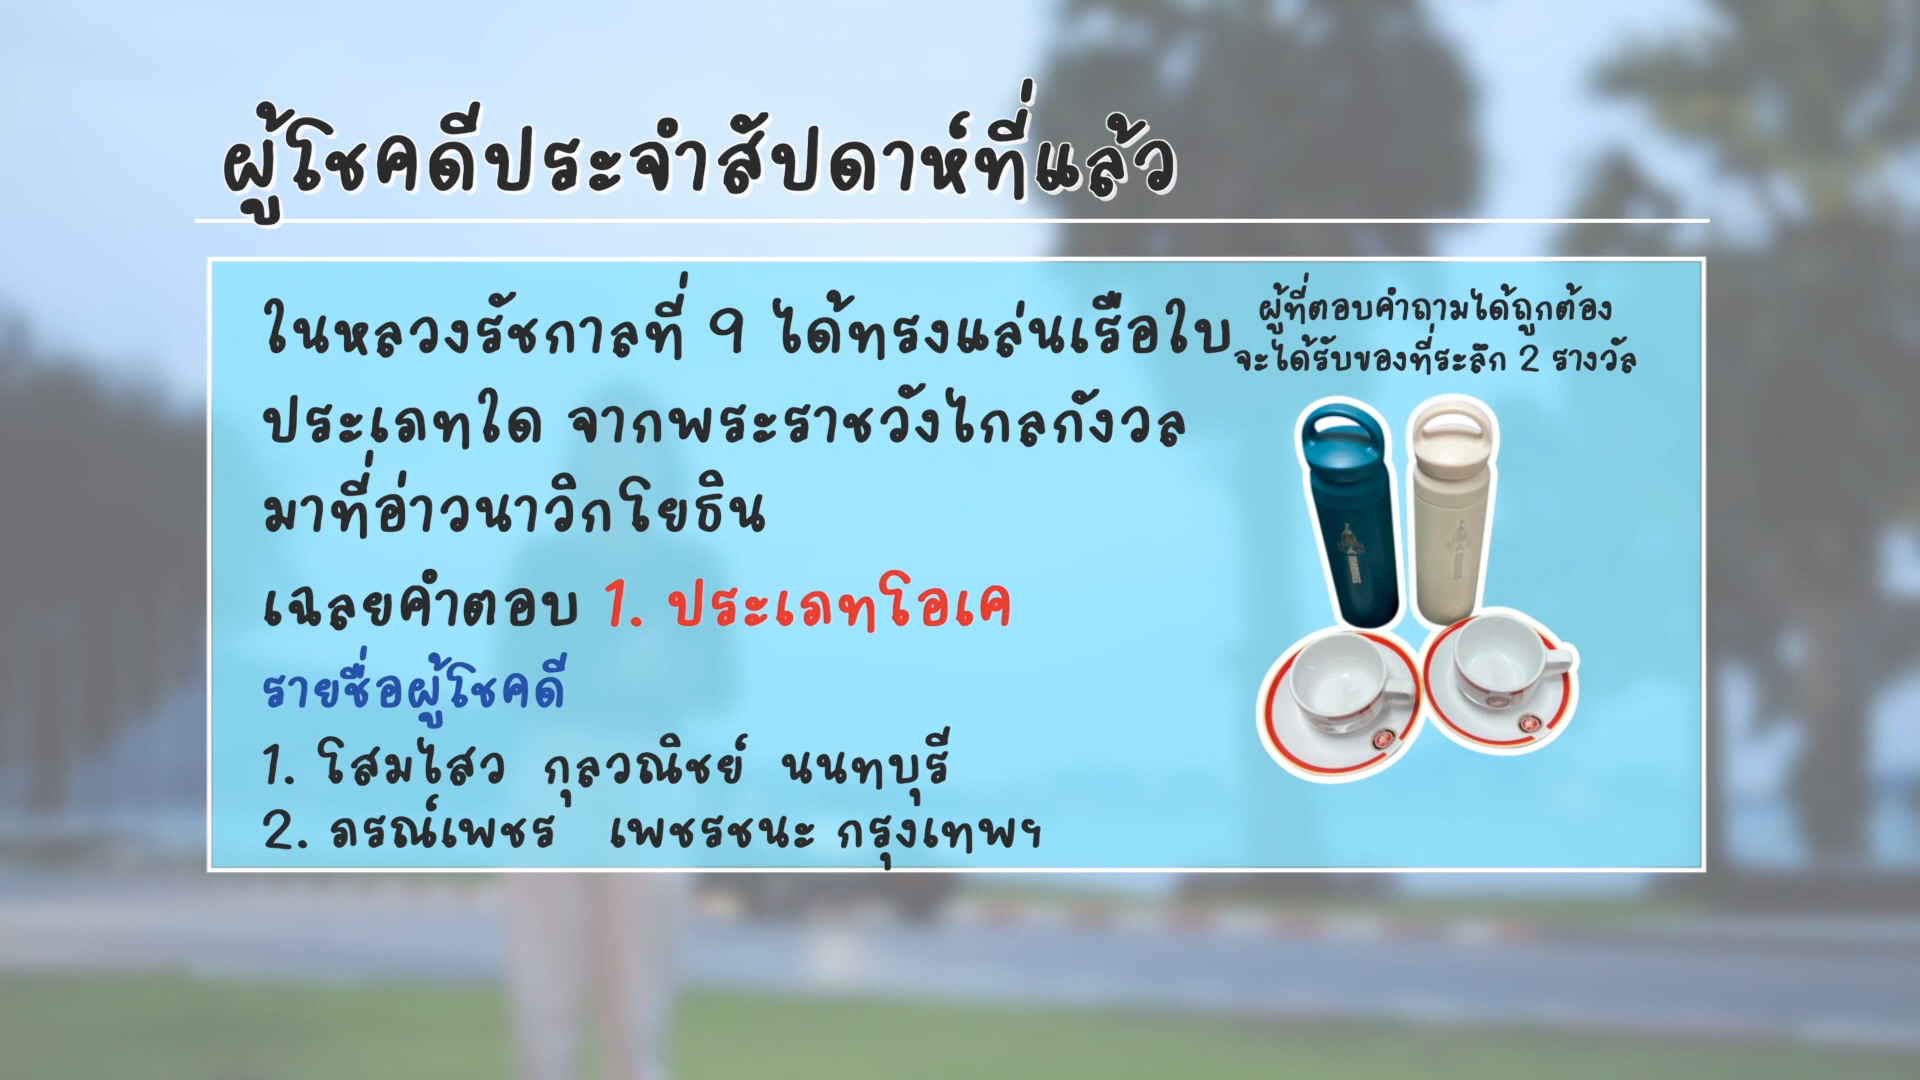 ผู้โชคดีประจำสัปดาห์ที่แล้ว
ในหลวงรัชกาลที่ 9 ได้ทรงแล่นเรือใบ
ประเภทใด จากพระราชวังไกลกังวล
มาที่อ่าวนาวิกโยธิน
เฉลยคำตอบ 1. ประเภทโอเค
รายชื่อผู้โชคดี
1. โสมไสว กุลวณิชย์ นนทบุรี
2. ภรณ์เพชร เพชรชนะ กรุงเทพฯ
ผู้ที่ตอบคำถามได้ถูกต้อง
จะได้รับของที่ระลึก 2 รางวัล